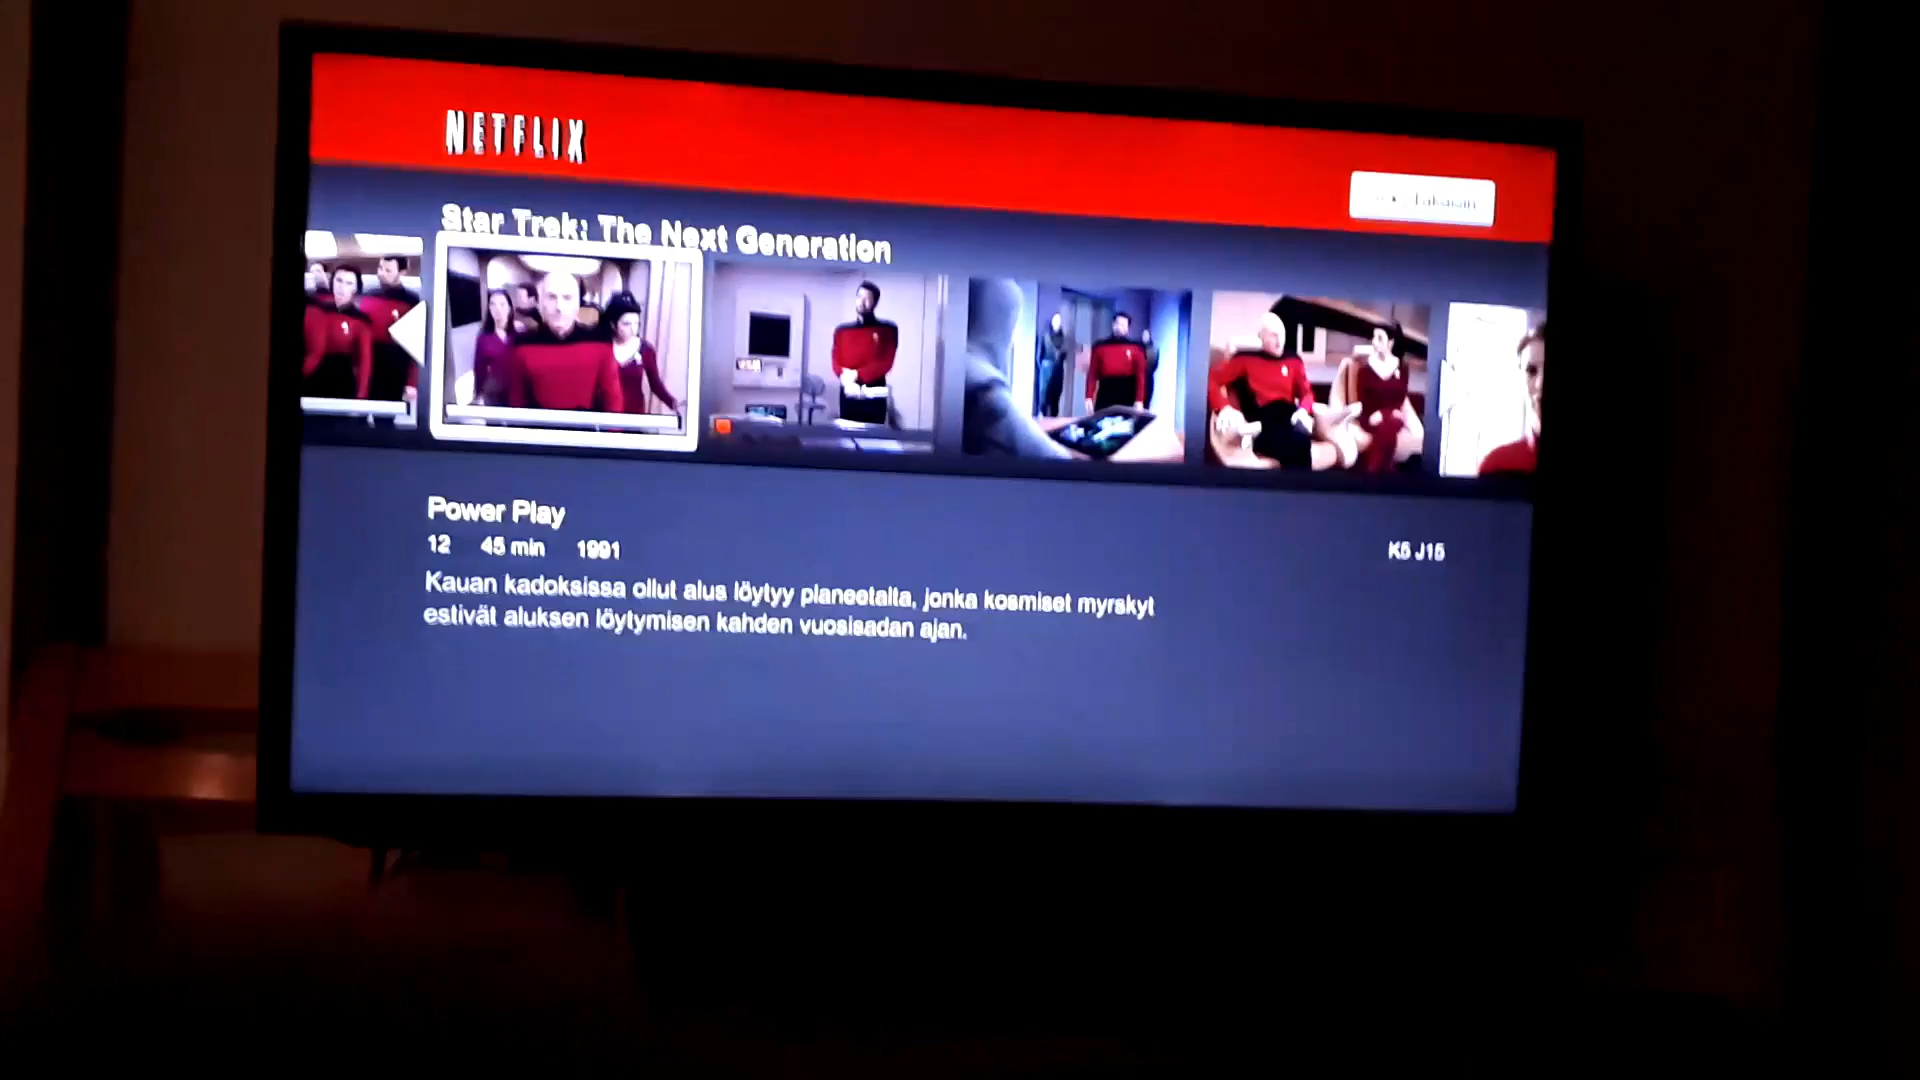 NETFLIX
Star Trek: The Next Generation
Power Play
12 45 min 1991
K5 J15
Kauan kadoksissa ollut alus löytyy planeetalta, jonka kosmiset myrskyt
estivät aluksen löytymisen kahden vuosisadan ajan.